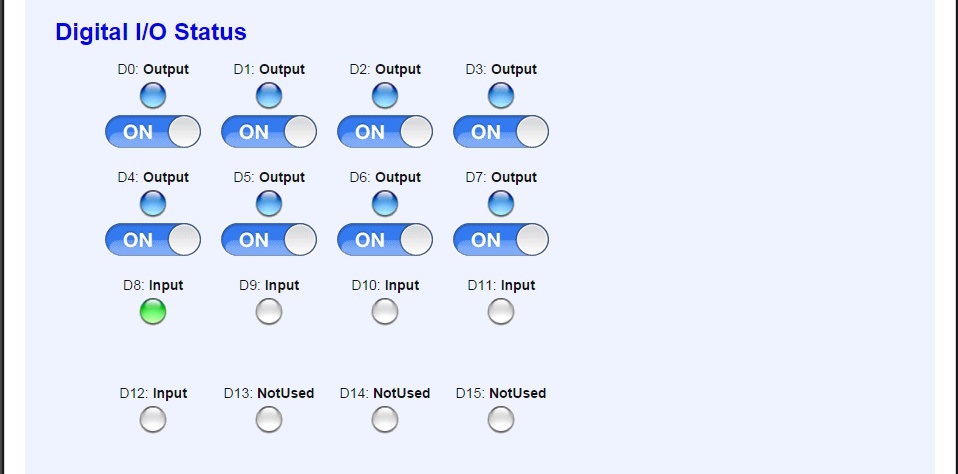 Digital I/O Status
D0: Output D1: Output D2: Output D3: Output
ON ON ON ON
D4: Output D5: Output D6: Output D7: Output
ON ON ON ON
D8: Input D9: Input D10: Input D11: Input
D12: Input D13: NotUsed D14: NotUsed D15: NotUsed